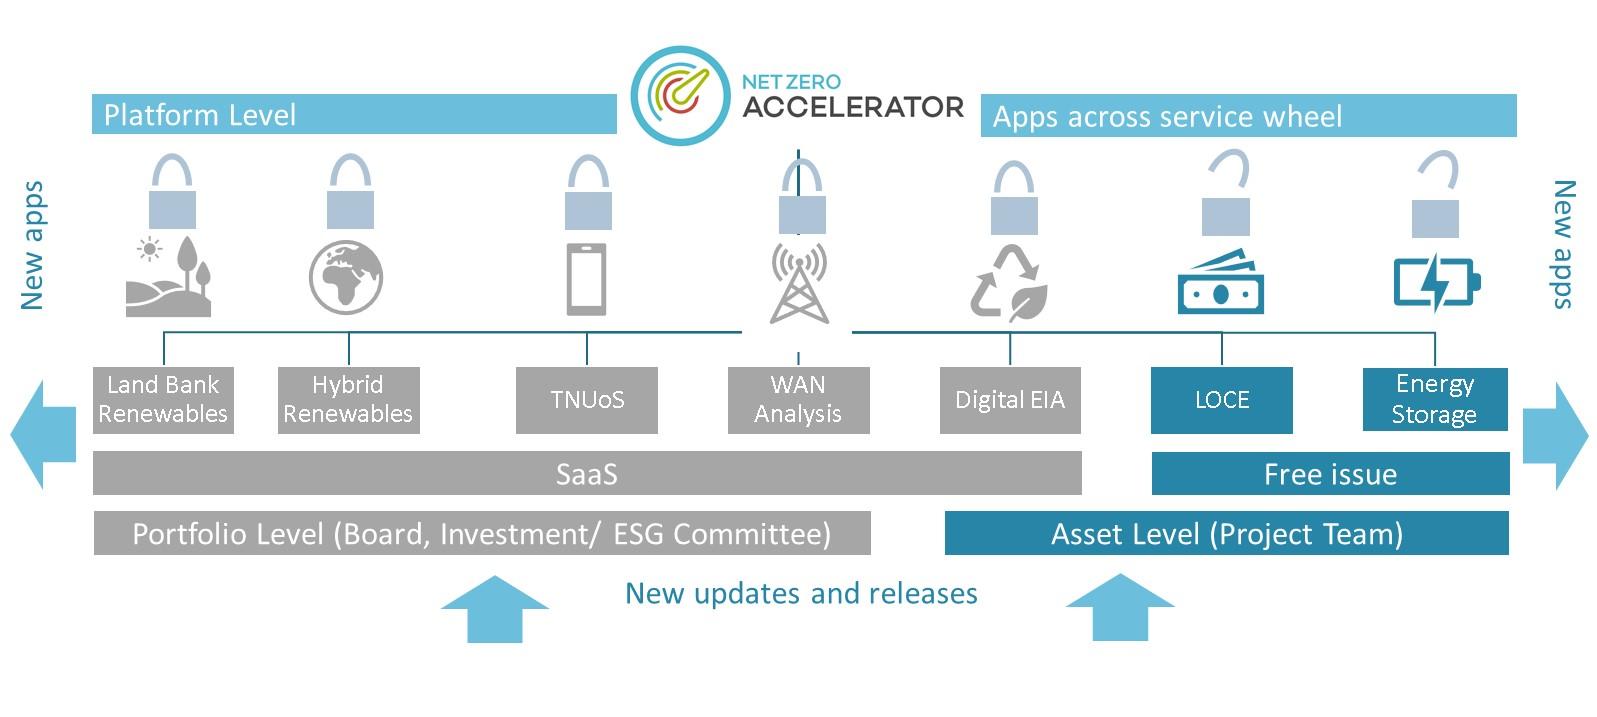 NET ZERO
ACCELERATOR
Platform Level
Apps across service wheel
New apps
New apps
Land Bank
Renewables
Hybrid
Renewables
TNUoS
WAN
Analysis
Digital EIA
LOCE
Energy
Storage
SaaS
Free issue
Portfolio Level (Board, Investment/ ESG Committee)
Asset Level (Project Team)
New updates and releases